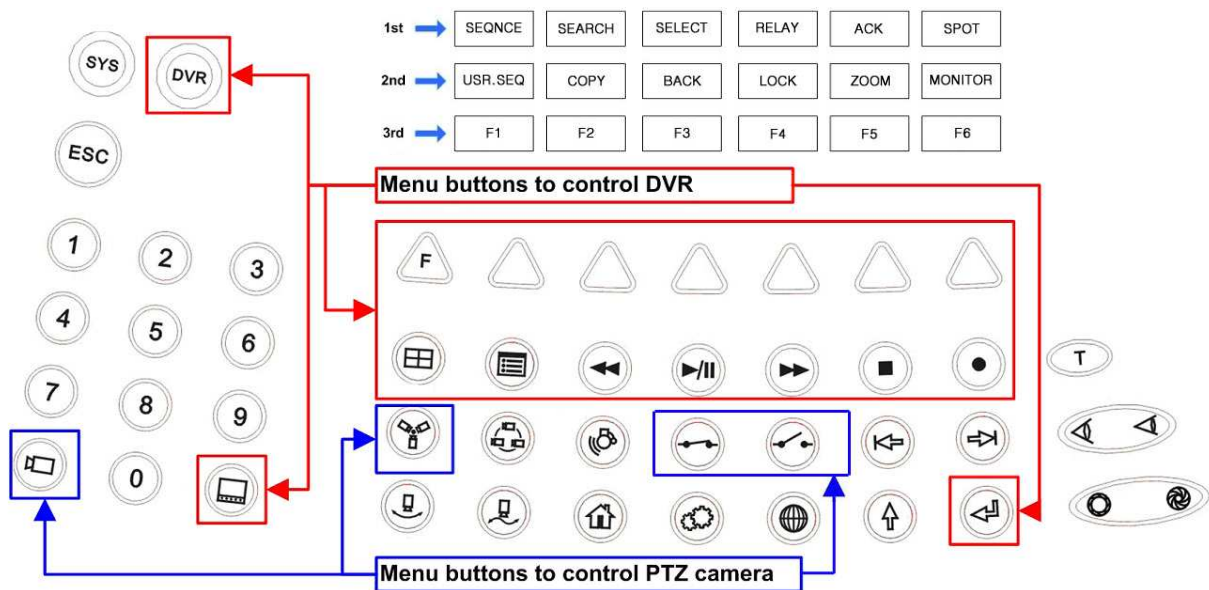 1st SEQNCE SEARCH SELECT RELAY ACK SPOT
SYS DVR
2nd USR.SEQ COPY BACK LOCK ZOOM MONITOR
3rd F1 F2 F3 F4 F5 F6
ESC
Menu buttons to control DVR
1 2 3
F
4 5 6
T
7 8 9
0
Menu buttons to control PTZ camera